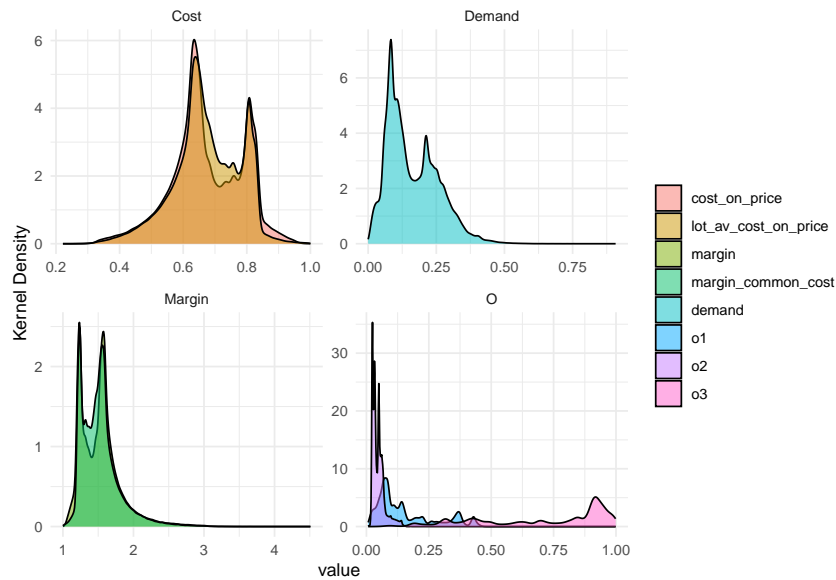 Cost
Demand
6
4
2
0
0.2 0.4 0.6 0.8 1.0
6
4
2
0
0.00 0.25 0.50 0.75
Kernel Density
Margin
O
2
1
0
1 2 3 4
30
20
10
0
0.00 0.25 0.50 0.75 1.00
value
cost_on_price
lot_av_cost_on_price
margin
margin_common_cost
demand
o1
o2
o3